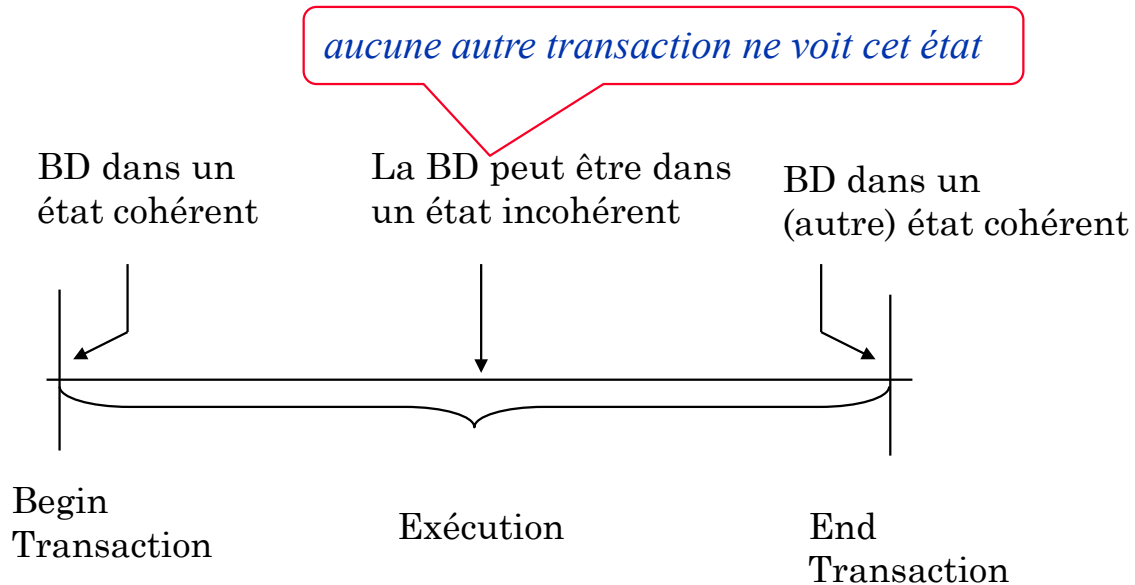 aucune autre transaction ne voit cet état
BD dans un
état cohérent
La BD peut être dans
un état incohérent
BD dans un
(autre) état cohérent
Begin
Transaction
Exécution
End
Transaction